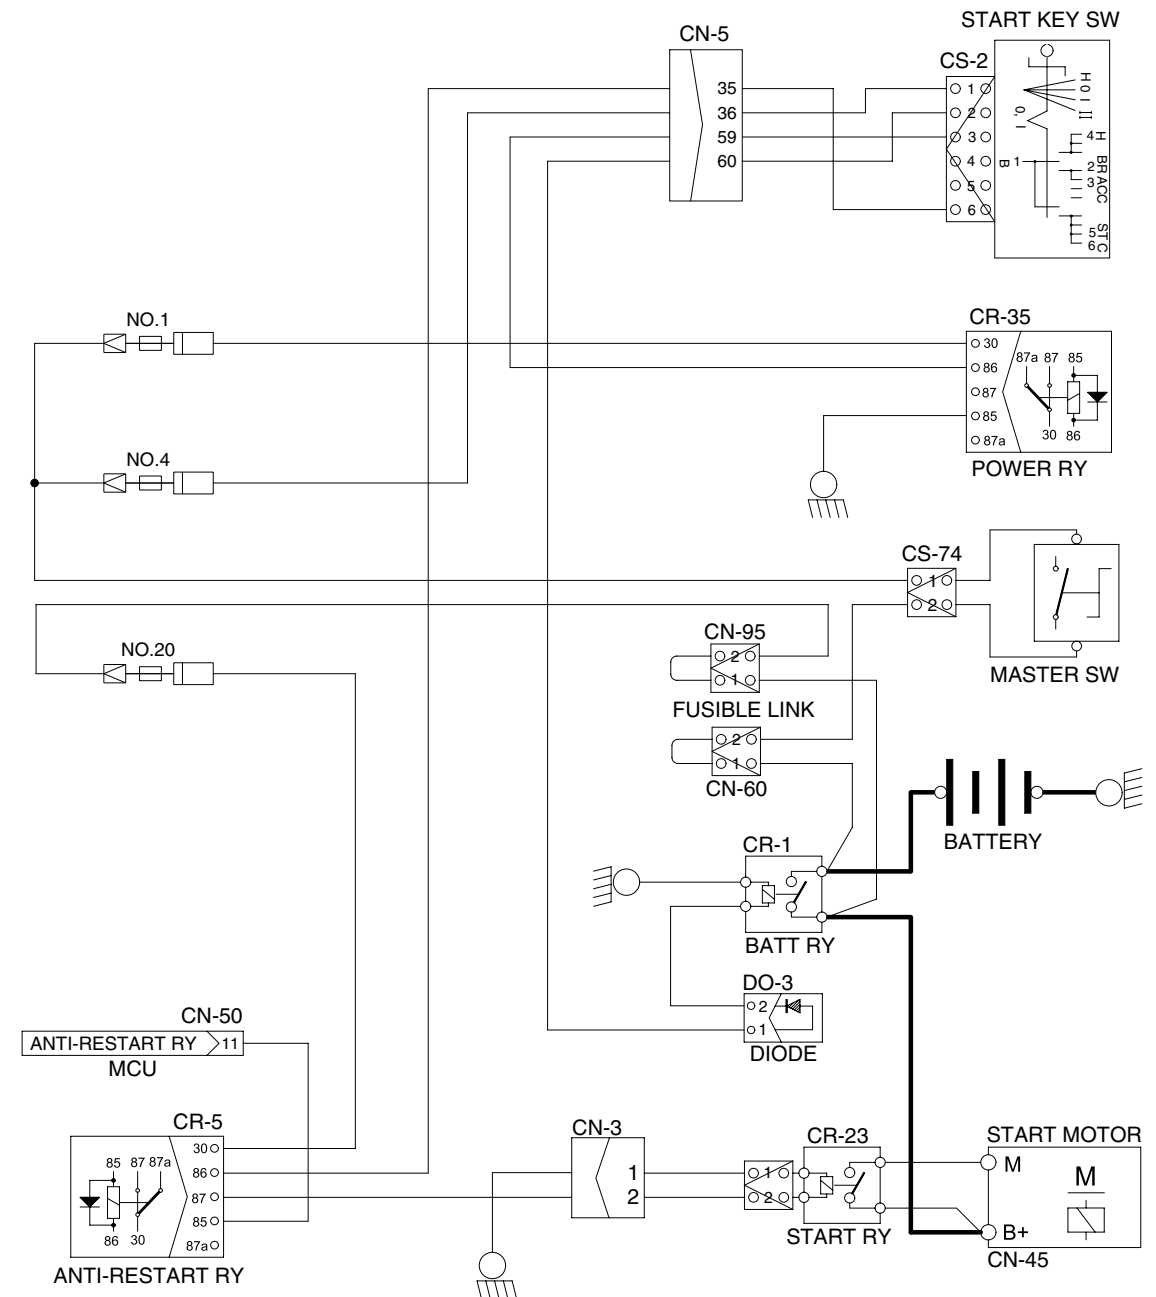 START KEY SW
CN-5
CS-2
35
36
59
60
1
2
3
4
5
6
H
O
I
II
0, I
B
1
4 H
2 BR
3 ACC
5 ST
6 C
NO.1
CR-35
30
86
87
85
87a
87a 87 85
30 86
POWER RY
NO.4
CS-74
1
2
MASTER SW
NO.20
CN-95
2
1
FUSIBLE LINK
2
1
CN-60
BATTERY
CR-1
BATT RY
DO-3
2
1
DIODE
CN-50
ANTI-RESTART RY 11
MCU
CR-5
85 87 87a
86 30
30
86
87
85
87a
ANTI-RESTART RY
CN-3
1
2
CR-23
1
2
START RY
START MOTOR
M
M
B+
CN-45